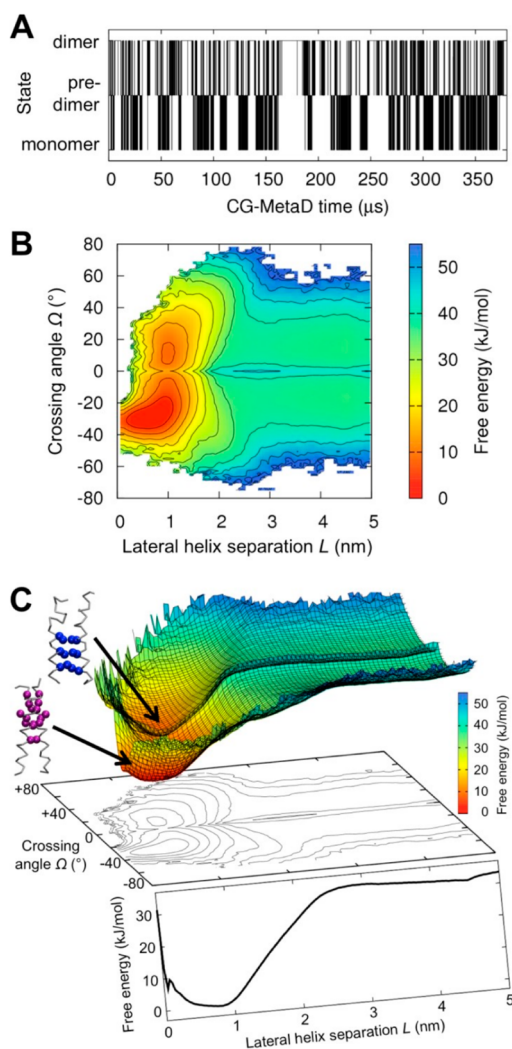 A
dimer
pre-
dimer
monomer
State
0 50 100 150 200 250 300 350
CG-MetaD time (μs)
B
80
60
40
20
0
-20
-40
-60
-80
Crossing angle Ω (°)
0 1 2 3 4 5
Lateral helix separation L (nm)
50
40
30
20
10
0
Free energy (kJ/mol)
C
50
40
30
20
10
0
Free energy (kJ/mol)
+80
+40
0
-40
-80
Crossing
angle Ω (°)
30
20
10
0
Free energy (kJ/mol)
0 1 2 3 4 5
Lateral helix separation L (nm)